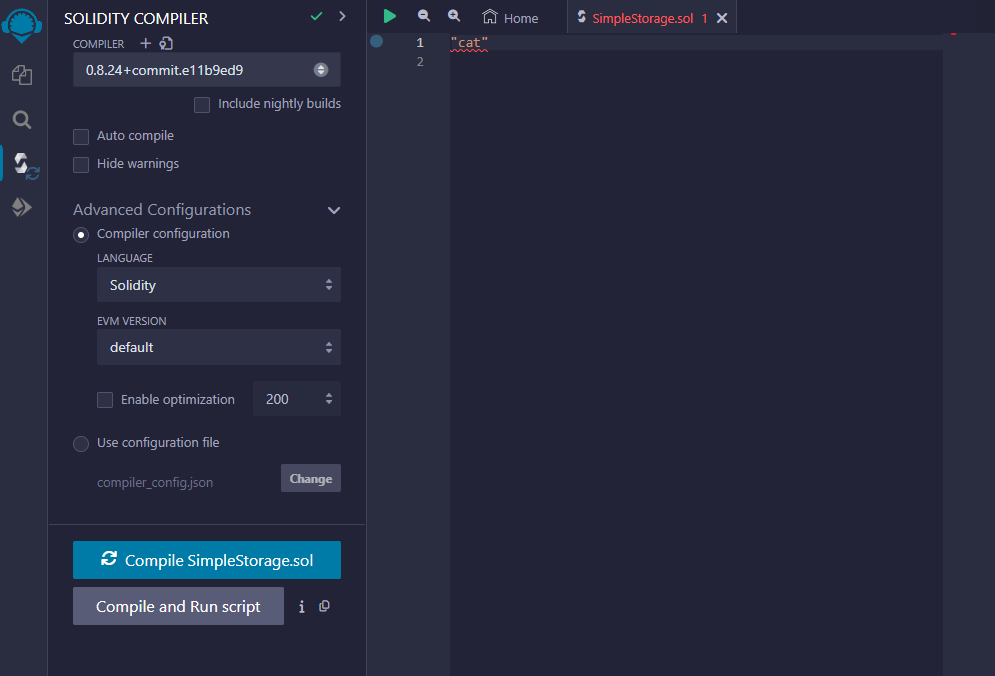 SOLIDITY COMPILER
COMPILER
0.8.24+commit.e11b9ed9
Include nightly builds
Auto compile
Hide warnings
Advanced Configurations
Compiler configuration
LANGUAGE
Solidity
EVM VERSION
default
Enable optimization 200
Use configuration file
compiler_config.json Change
Compile SimpleStorage.sol
Compile and Run script
Home SimpleStorage.sol 1
1 "cat"
2